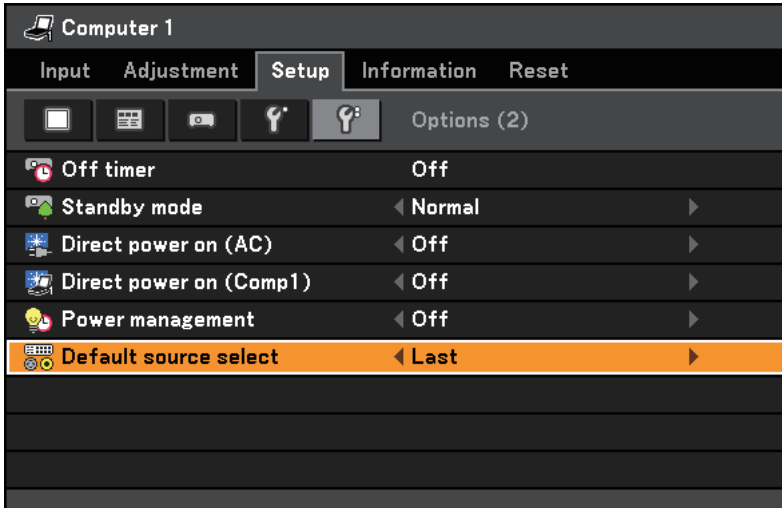 Computer 1
Input Adjustment Setup Information Reset
Options (2)
Off timer Off
Standby mode Normal
Direct power on (AC) Off
Direct power on (Comp1) Off
Power management Off
Default source select Last